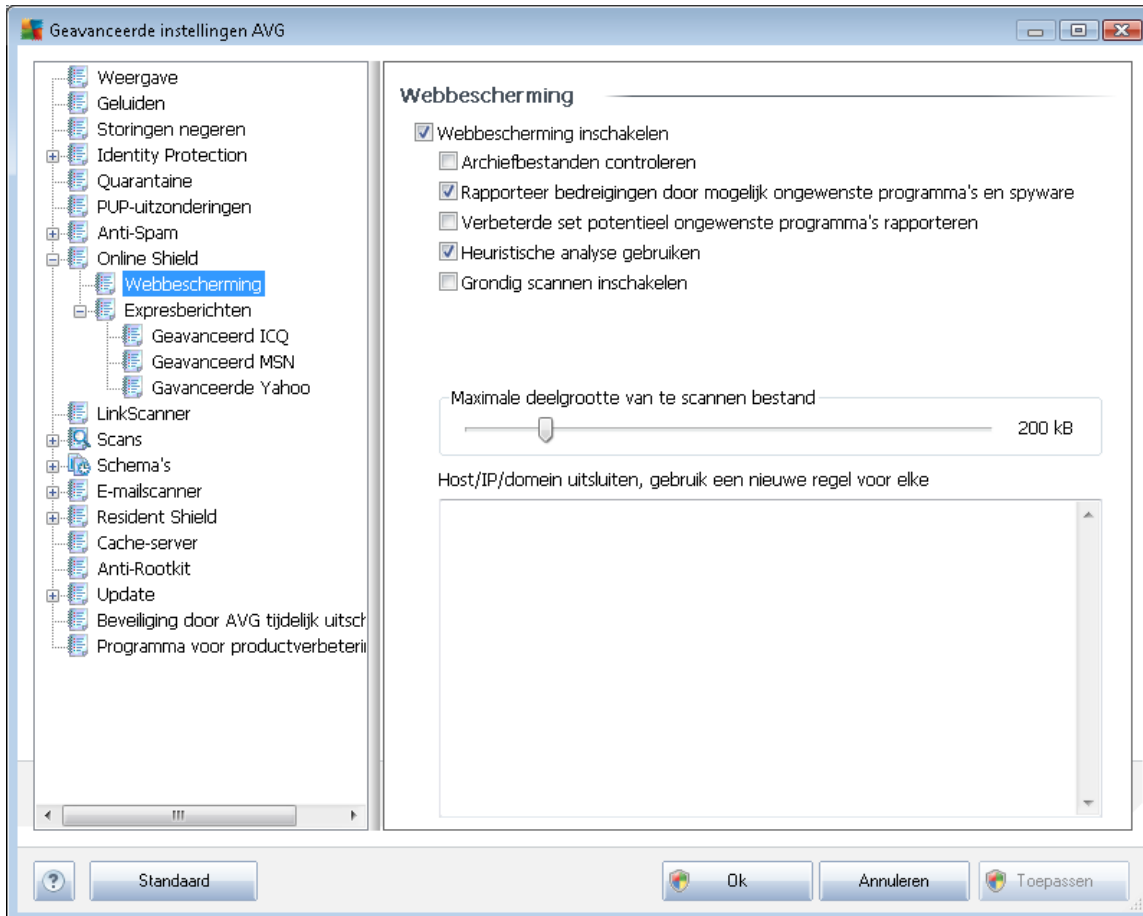 Geavanceerde instellingen AVG
Weergave
Geluiden
Storingen negeren
Identity Protection
Quarantaine
PUP-uitzonderingen
Anti-Spam
Online Shield
Webbescherming
Expresberichten
Geavanceerd ICQ
Geavanceerd MSN
Gavanceerde Yahoo
LinkScanner
Scans
Schema's
E-mailscanner
Resident Shield
Cache-server
Anti-Rootkit
Update
Beveiliging door AVG tijdelijk uitsch
Programma voor productverbeterin
Webbescherming
Webbescherming inschakelen
Archiefbestanden controleren
Rapporteer bedreigingen door mogelijk ongewenste programma's en spyware
Verbeterde set potentieel ongewenste programma's rapporteren
Heuristische analyse gebruiken
Grondig scannen inschakelen
Maximale deelgrootte van te scannen bestand
200 kB
Host/IP/domein uitsluiten, gebruik een nieuwe regel voor elke
?
Standaard
Ok
Annuleren
Toepassen